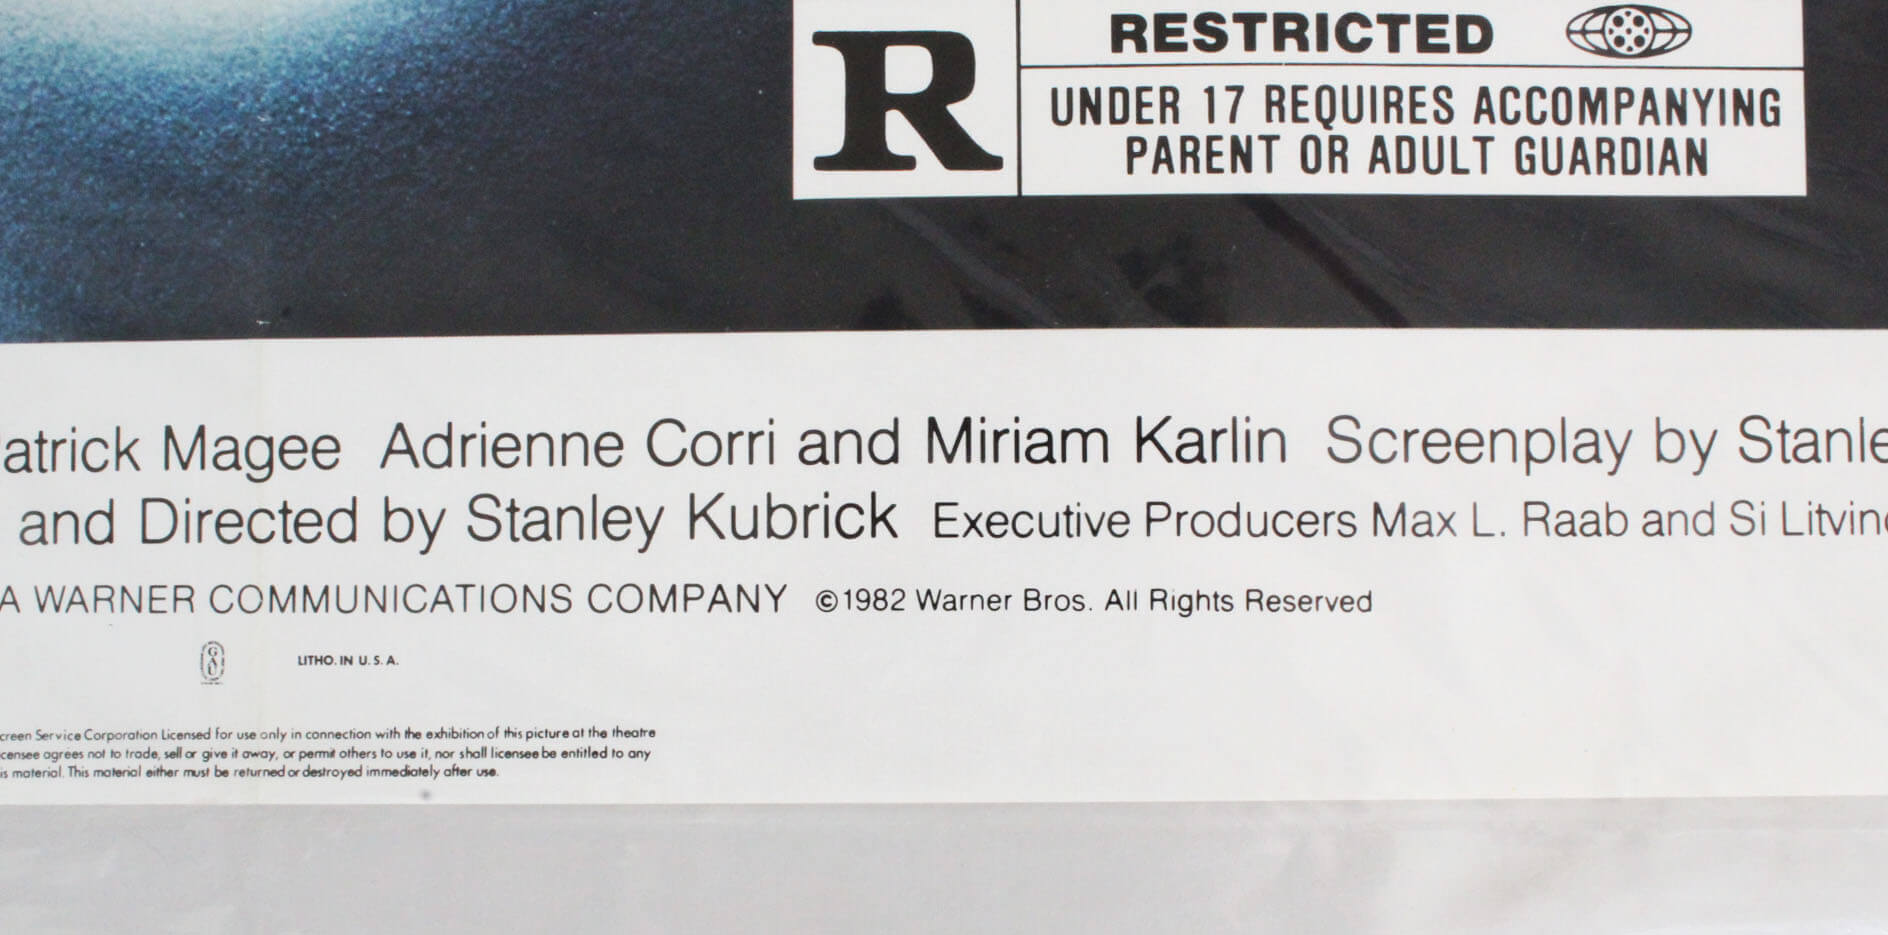 R
RESTRICTED
UNDER 17 REQUIRES ACCOMPANYING
PARENT OR ADULT GUARDIAN
atrick Magee Adrienne Corri and Miriam Karlin Screenplay by Stanle
and Directed by Stanley Kubrick Executive Producers Max L. Raab and Si Litvin
A WARNER COMMUNICATIONS COMPANY ©1982 Warner Bros. All Rights Reserved
GAU LITHO. IN U. S. A.
creen Service Corporation Licensed for use only in connection with the exhibition of this picture at the theatre
censee agrees not to trade, sell or give it away, or permit others to use it, nor shall licensee be entitled to any
is material. This material either must be returned or destroyed immediately after use.